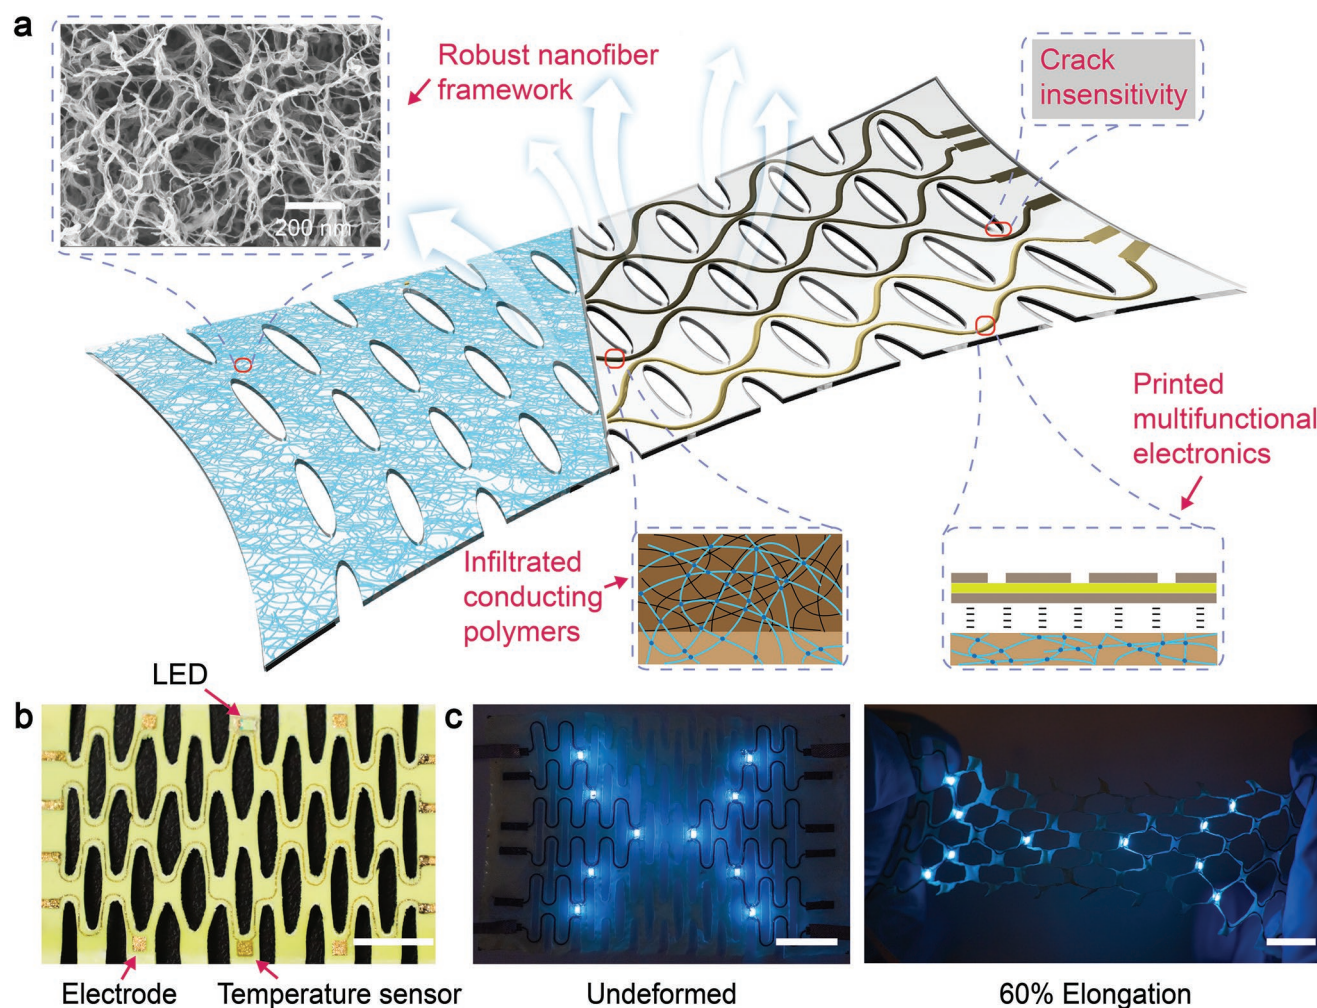 a
Robust nanofiber
framework
Crack
insensitivity
200 nm
Printed
multifunctional
electronics
Infiltrated
conducting
polymers
LED
b
c
Electrode
Temperature sensor
Undeformed
60% Elongation